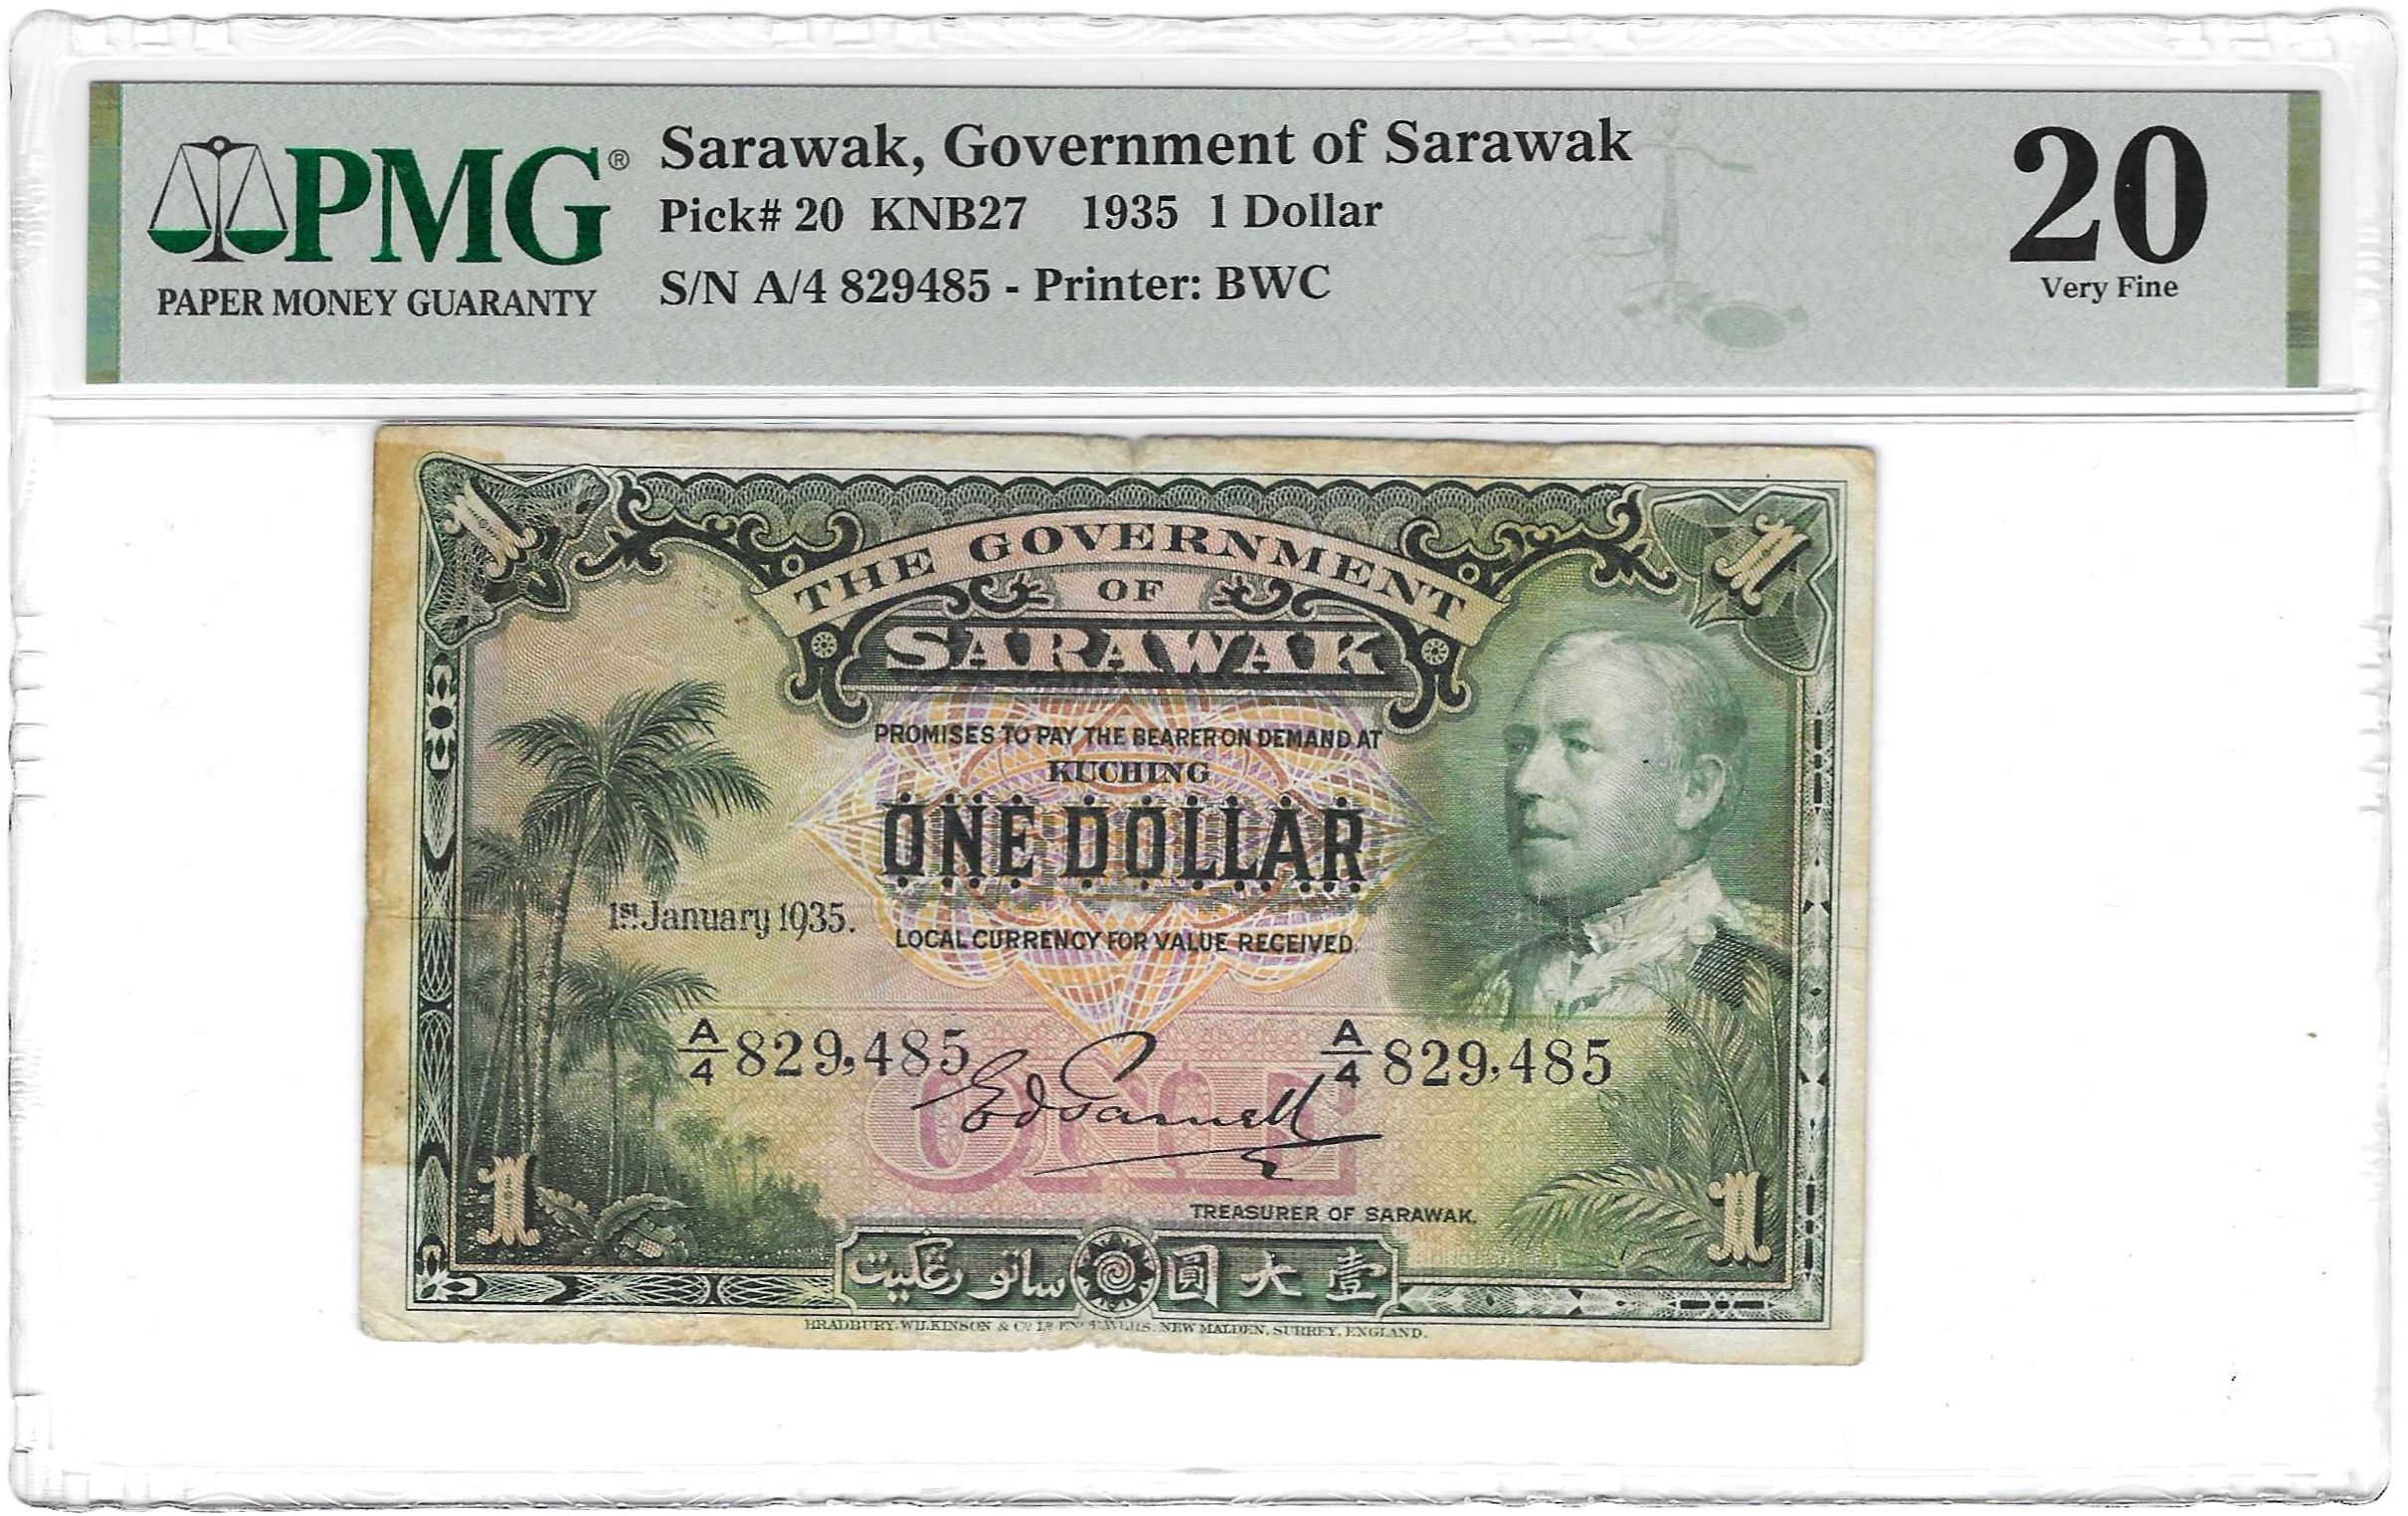 PMG®
PAPER MONEY GUARANTY
Sarawak, Government of Sarawak
Pick# 20 KNB27 1935 1 Dollar
S/N A/4 829485 - Printer: BWC
20
Very Fine
1
1
THE GOVERNMENT
OF
SARAWAK
PROMISES TO PAY THE BEARER ON DEMAND AT
KUCHING
ONE DOLLAR
1st. January 1935.
LOCAL CURRENCY FOR VALUE RECEIVED.
A/4 829,485
A/4 829,485
ONE
TREASURER OF SARAWAK.
1
1
ساتو رڠݢيت
圓 大 壹
BRADBURY, WILKINSON & Co Ld ENGRAVERS, NEW MALDEN, SURREY, ENGLAND.